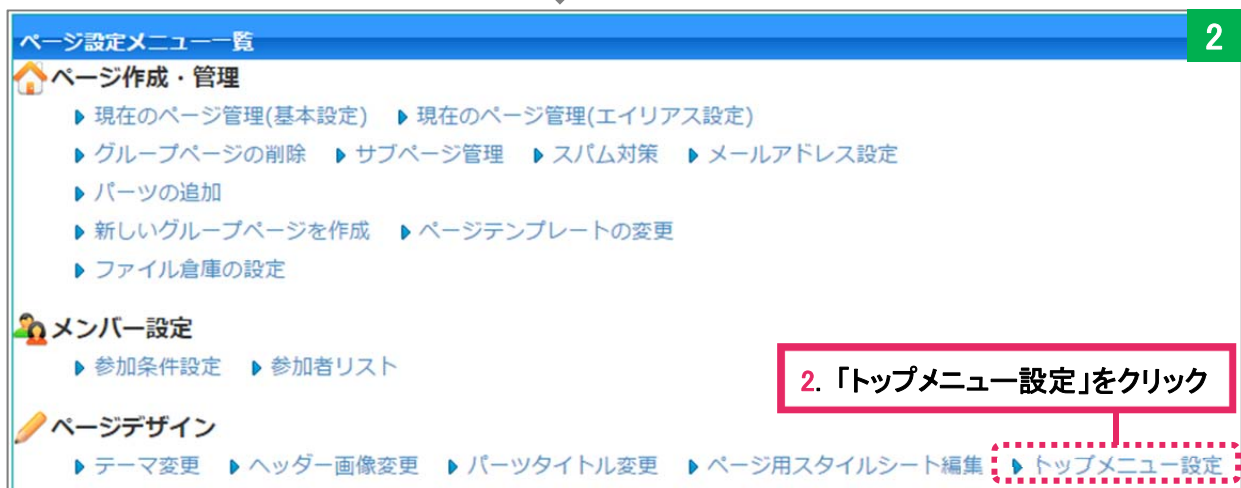 ページ設定メニュー一覧
2
ページ作成・管理
現在のページ管理(基本設定) 現在のページ管理(エイリアス設定)
グループページの削除 サブページ管理 スパム対策 メールアドレス設定
パーツの追加
新しいグループページを作成 ページテンプレートの変更
ファイル倉庫の設定
メンバー設定
参加条件設定 参加者リスト
2. 「トップメニュー設定」をクリック
ページデザイン
テーマ変更 ヘッダー画像変更 パーツタイトル変更 ページ用スタイルシート編集 トップメニュー設定